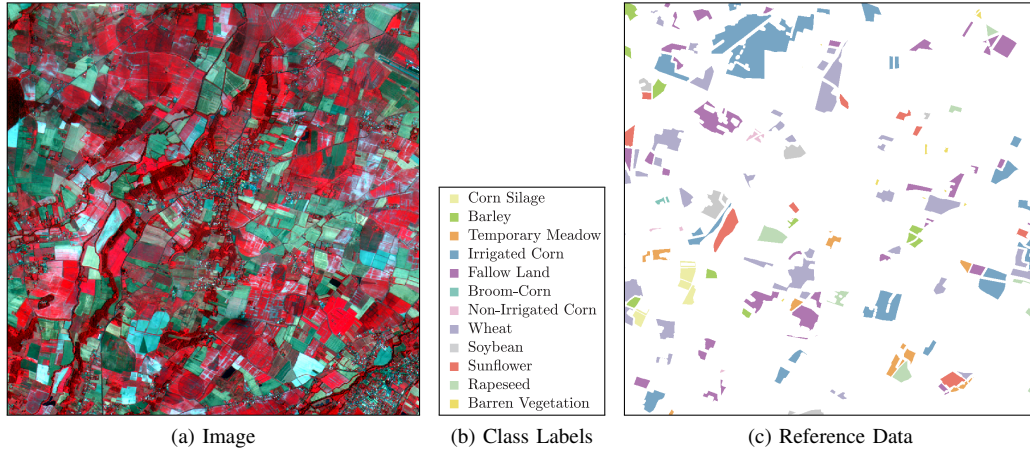 Corn Silage
Barley
Temporary Meadow
Irrigated Corn
Fallow Land
Broom-Corn
Non-Irrigated Corn
Wheat
Soybean
Sunflower
Rapeseed
Barren Vegetation
(a) Image
(b) Class Labels
(c) Reference Data